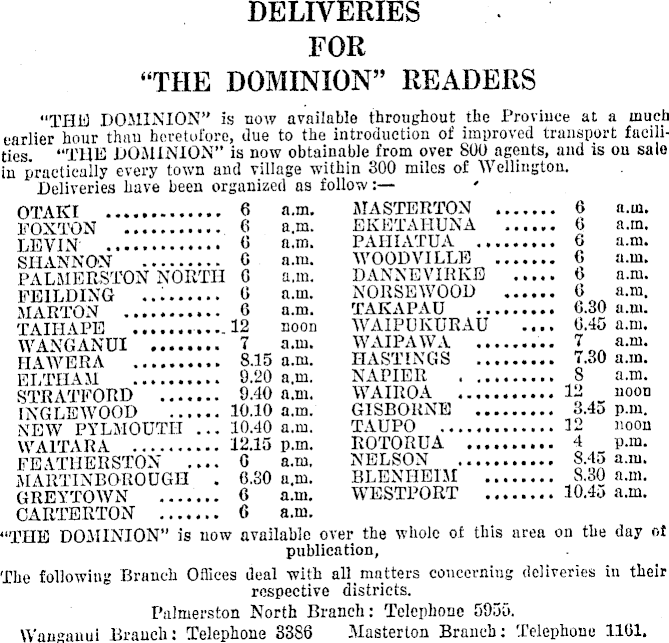 DELIVERIES
FOR
"THE DOMINION" READERS
"THE DOMINION" is now available throughout the Province at a much
earlier hour than heretofore, due to the introduction of improved transport facili-
ties. "THE DOMINION" is now obtainable from over 800 agents, and is on sale
in practically every town and village within 300 miles of Wellington.
Deliveries have been organized as follow:—
OTAKI ............. 6 a.m.
FOXTON ............ 6 a.m.
LEVIN ............. 6 a.m.
SHANNON ......... 6 a.m.
PALMERSTON NORTH 6 a.m.
FEILDING ......... 6 a.m.
MARTON ........... 6 a.m.
TAIHAPE .......... 12 noon
WANGANUI ........ 7 a.m.
HAWERA .......... 8.15 a.m.
ELTHAM .......... 9.20 a.m.
STRATFORD ....... 9.40 a.m.
INGLEWOOD ...... 10.10 a.m.
NEW PYLMOUTH ... 10.40 a.m.
WAITARA ......... 12.15 p.m.
FEATHERSTON .... 6 a.m.
MARTINBOROUGH . 6.30 a.m.
GREYTOWN ....... 6 a.m.
CARTERTON ...... 6 a.m.
MASTERTON ....... 6 a.m.
EKETAHUNA ...... 6 a.m.
PAHIATUA ......... 6 a.m.
WOODVILLE ....... 6 a.m.
DANNEVIRKE ..... 6 a.m.
NORSEWOOD ...... 6 a.m.
TAKAPAU ......... 6.30 a.m.
WAIPUKURAU .... 6.45 a.m.
WAIPAWA ......... 7 a.m.
HASTINGS ........ 7.30 a.m.
NAPIER .......... 8 a.m.
WAIROA .......... 12 noon
GISBORNE ........ 3.45 p.m.
TAUPO ............. 12 noon
ROTORUA ......... 4 p.m.
NELSON .......... 8.45 a.m.
BLENHEIM ....... 8.30 a.m.
WESTPORT ....... 10.45 a.m.
"THE DOMINION" is now available over the whole of this area on the day of
publication,
The following Branch Offices deal with all matters concerning deliveries in their
respective districts.
Palmerston North Branch: Telephone 5955.
Wanganui Branch: Telephone 3386 Masterton Branch: Telephone 1161.